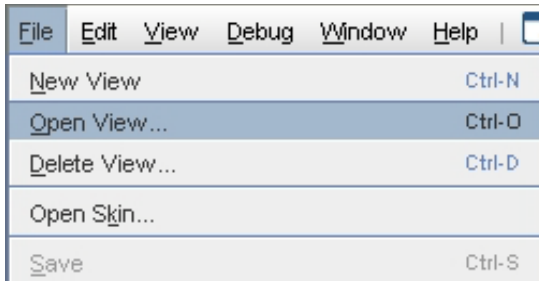 File Edit View Debug Window Help
New View Ctrl-N
Open View... Ctrl-O
Delete View... Ctrl-D
Open Skin...
Save Ctrl-S